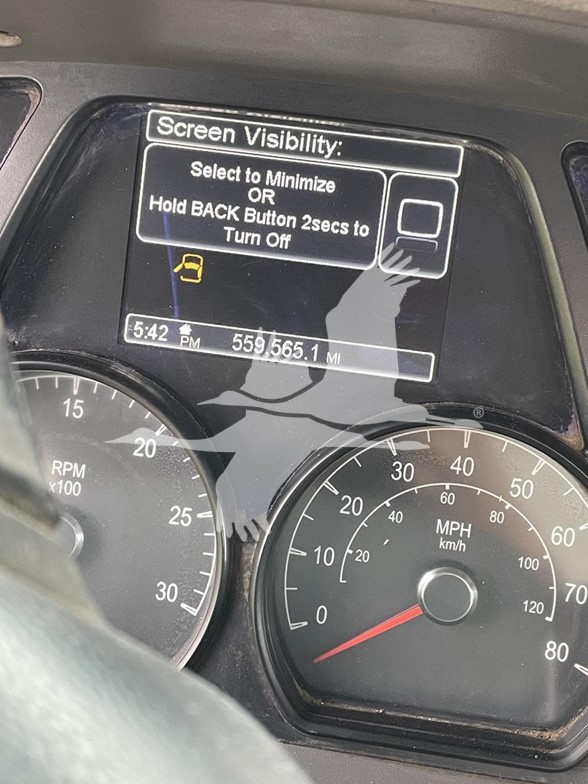 Screen Visibility:
Select to Minimize
OR
Hold BACK Button 2secs to
Turn Off
5:42 PM 559,565.1 MI
15
20
25
30
RPM
x100
0
10
20
30
40
50
60
70
80
20
40
60
80
100
120
MPH
km/h
®